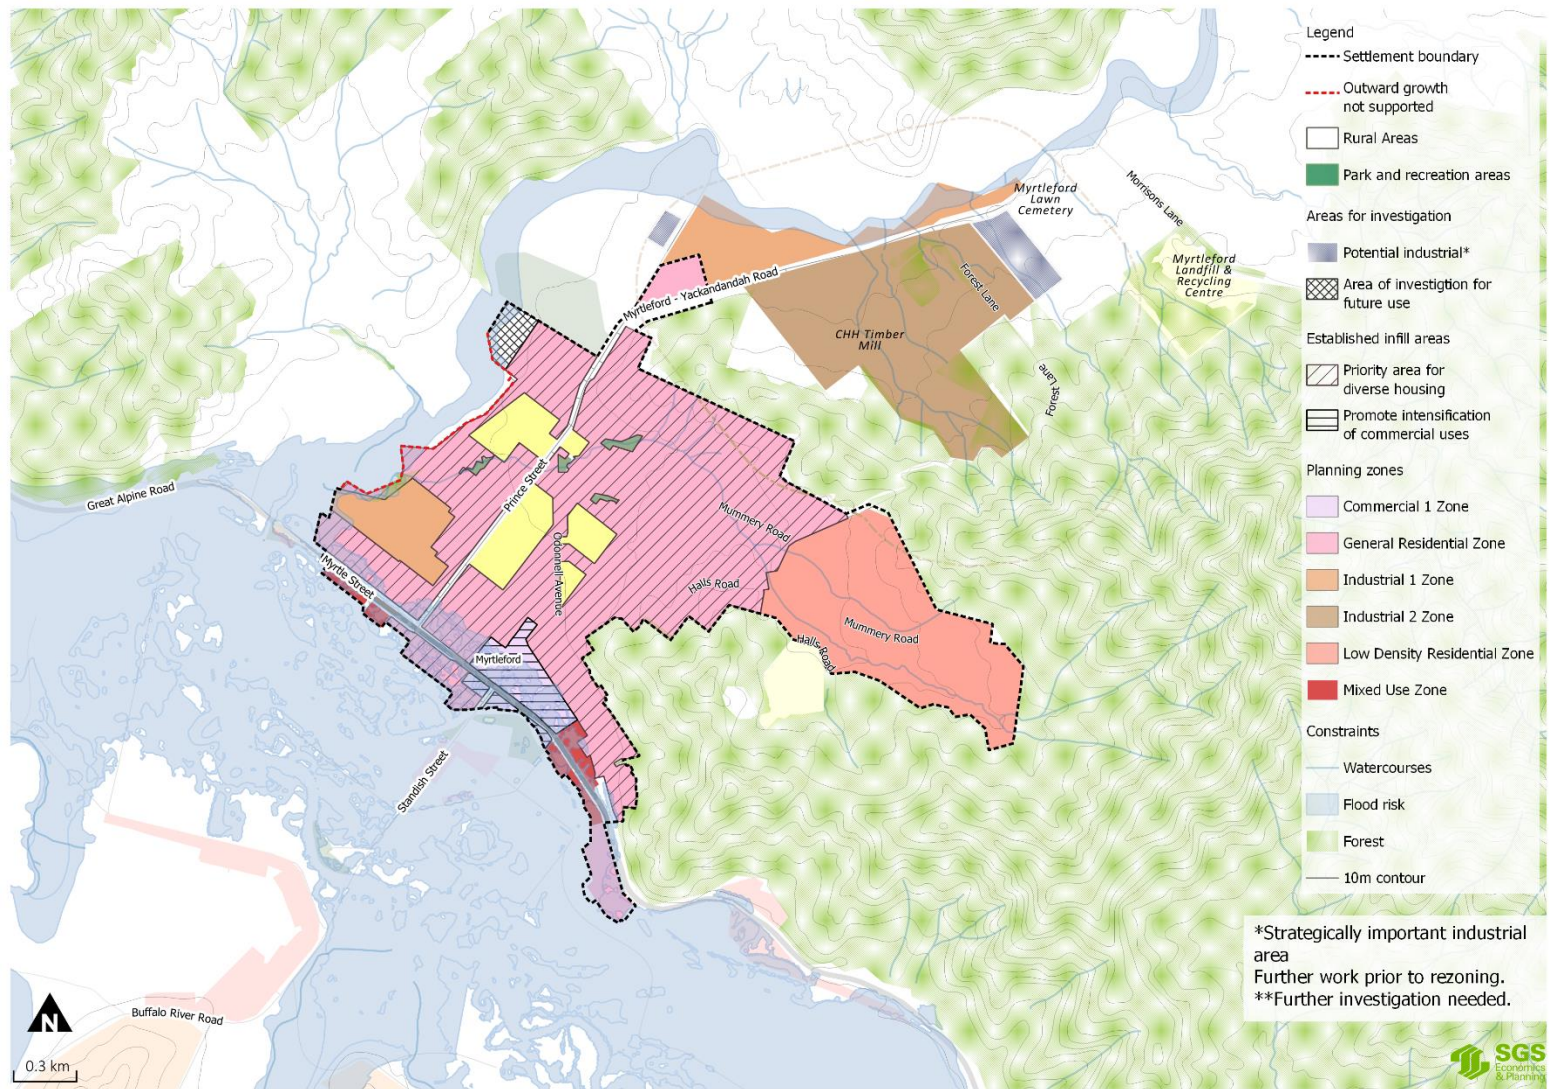 Legend
Settlement boundary
Outward growth
not supported
Rural Areas
Park and recreation areas
Areas for investigation
Potential industrial*
Area of investigtion for
future use
Established infill areas
Priority area for
diverse housing
Promote intensification
of commercial uses
Planning zones
Commercial 1 Zone
General Residential Zone
Industrial 1 Zone
Industrial 2 Zone
Low Density Residential Zone
Mixed Use Zone
Constraints
Watercourses
Flood risk
Forest
10m contour
*Strategically important industrial
area
Further work prior to rezoning.
**Further investigation needed.
Myrtleford
Lawn
Cemetery
Morrisons Lane
Myrtleford
Landfill &
Recycling
Centre
Forest Lane
Myrtleford - Yackandandah Road
CHH Timber
Mill
Forest Lane
Great Alpine Road
Prince Street
Mummery Road
Odonnell Avenue
Myrtle Street
Halls Road
Mummery Road
Halls Road
Myrtleford
Standish Street
Buffalo River Road
N
0.3 km
SGS
Economics
& Planning